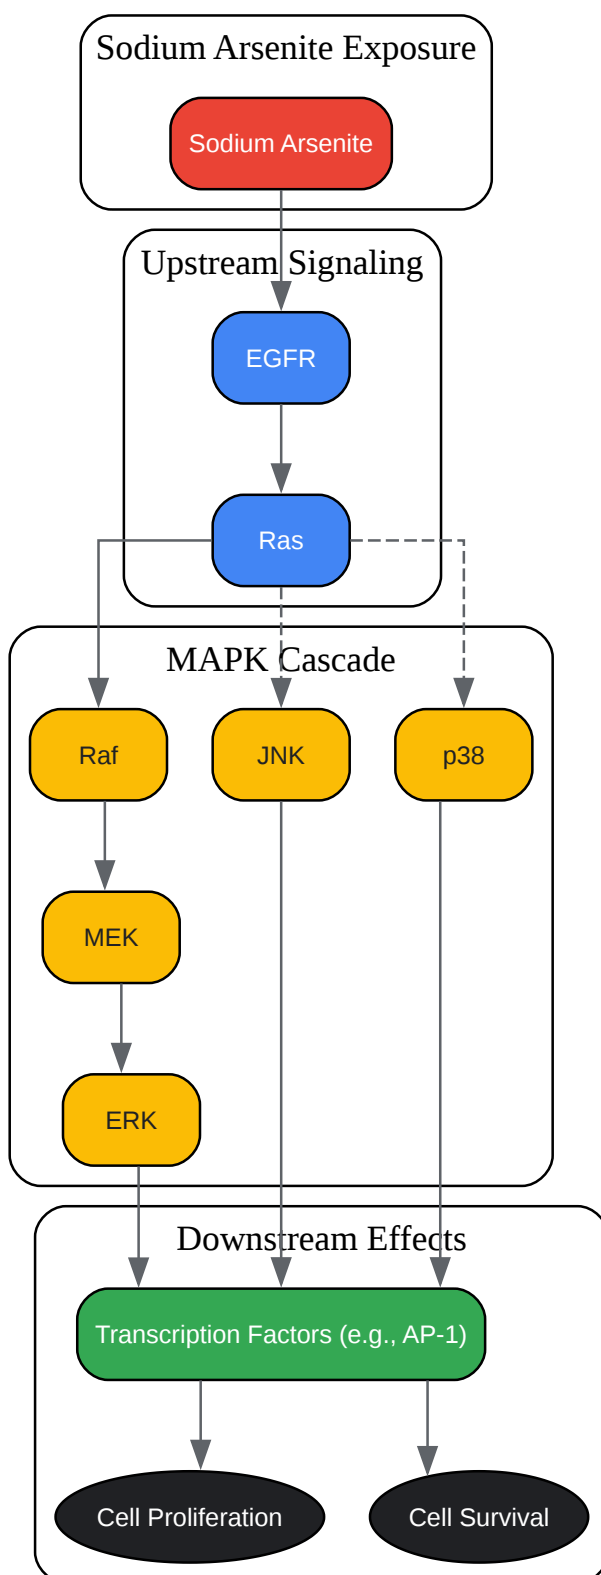 Sodium Arsenite Exposure
Sodium Arsenite
Upstream Signaling
EGFR
Ras
MAPK Cascade
Raf
JNK
p38
MEK
ERK
Downstream Effects
Transcription Factors (e.g., AP-1)
Cell Proliferation
Cell Survival